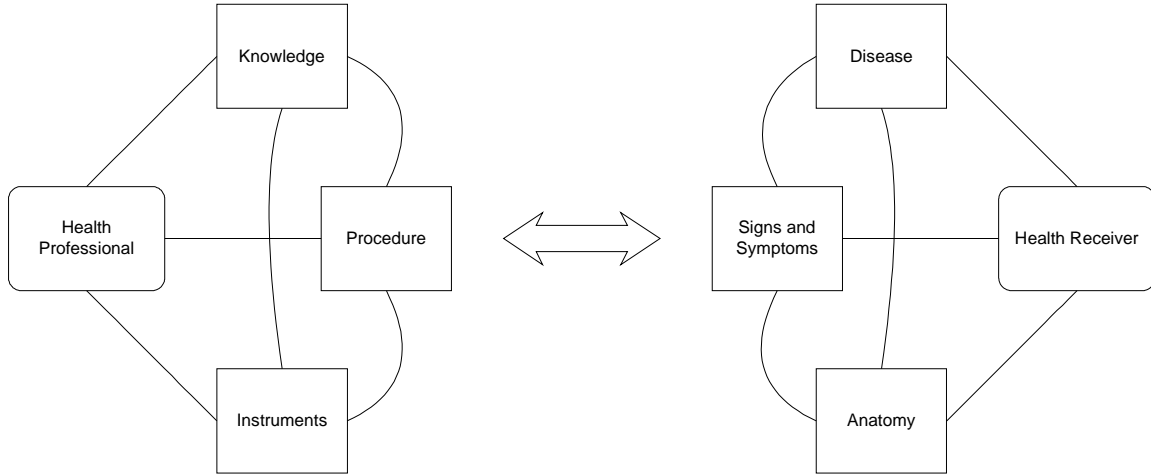 Knowledge
Disease
Health
Professional
Procedure
Signs and
Symptoms
Health Receiver
Instruments
Anatomy